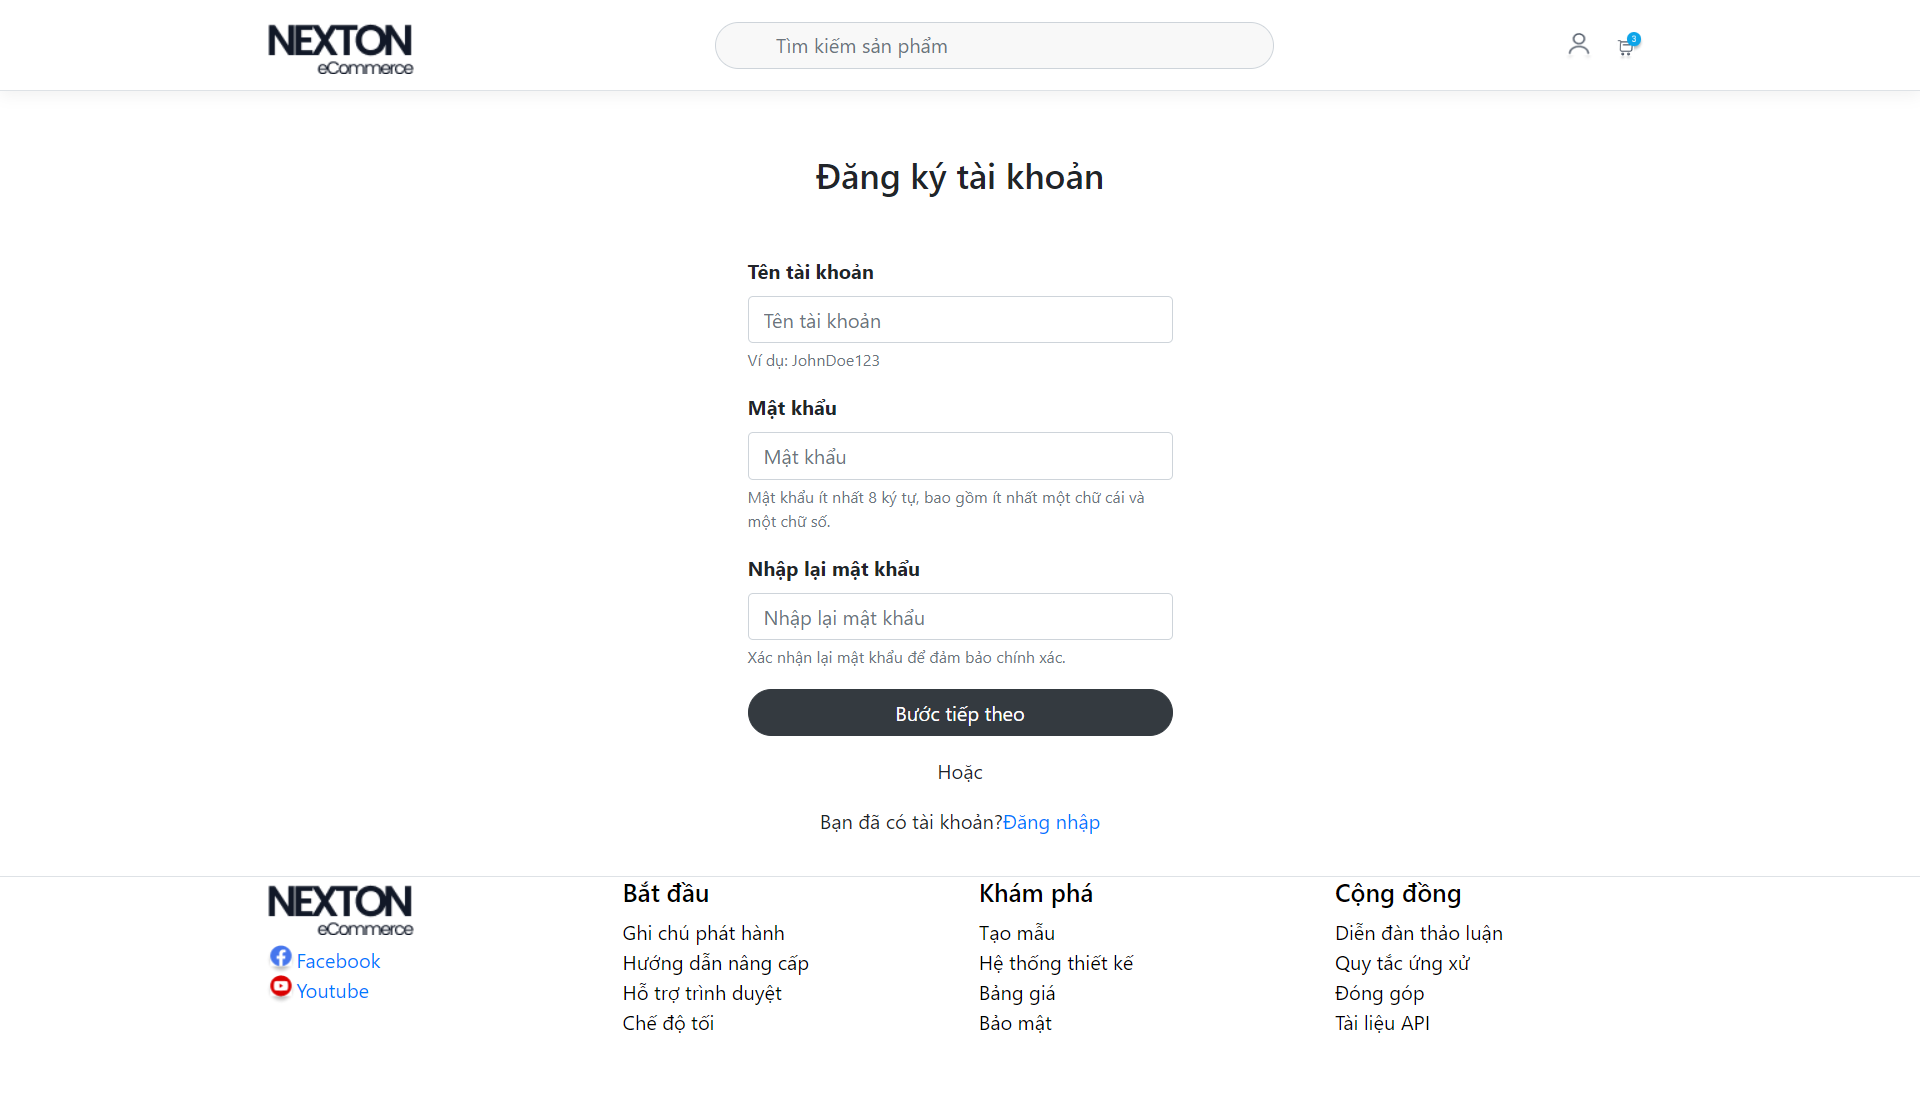 NEXTON
eCommerce
Tìm kiếm sản phẩm
3
Đăng ký tài khoản
Tên tài khoản
Tên tài khoản
Ví dụ: JohnDoe123
Mật khẩu
Mật khẩu
Mật khẩu ít nhất 8 ký tự, bao gồm ít nhất một chữ cái và
một chữ số.
Nhập lại mật khẩu
Nhập lại mật khẩu
Xác nhận lại mật khẩu để đảm bảo chính xác.
Bước tiếp theo
Hoặc
Bạn đã có tài khoản?Đăng nhập
NEXTON
eCommerce
Facebook
Youtube
Bắt đầu
Ghi chú phát hành
Hướng dẫn nâng cấp
Hỗ trợ trình duyệt
Chế độ tối
Khám phá
Tạo mẫu
Hệ thống thiết kế
Bảng giá
Bảo mật
Cộng đồng
Diễn đàn thảo luận
Quy tắc ứng xử
Đóng góp
Tài liệu API